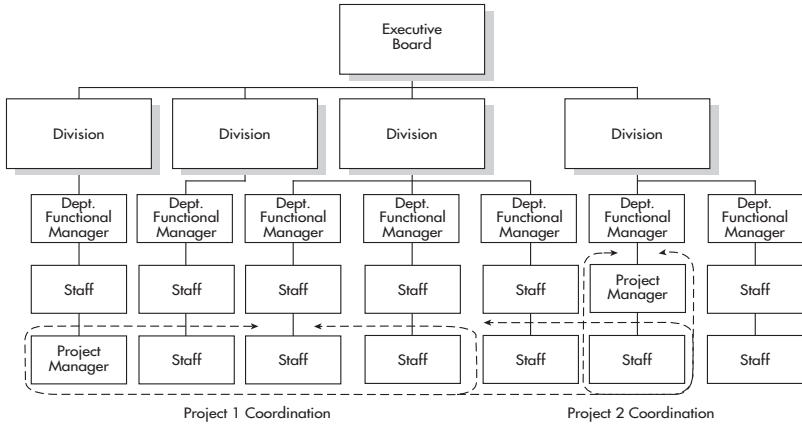 Executive
Board
Division
Division
Division
Division
Dept.
Functional
Manager
Dept.
Functional
Manager
Dept.
Functional
Manager
Dept.
Functional
Manager
Dept.
Functional
Manager
Dept.
Functional
Manager
Dept.
Functional
Manager
Staff
Staff
Staff
Staff
Staff
Project
Manager
Staff
Project
Manager
Staff
Staff
Staff
Staff
Staff
Staff
Project 1 Coordination
Project 2 Coordination